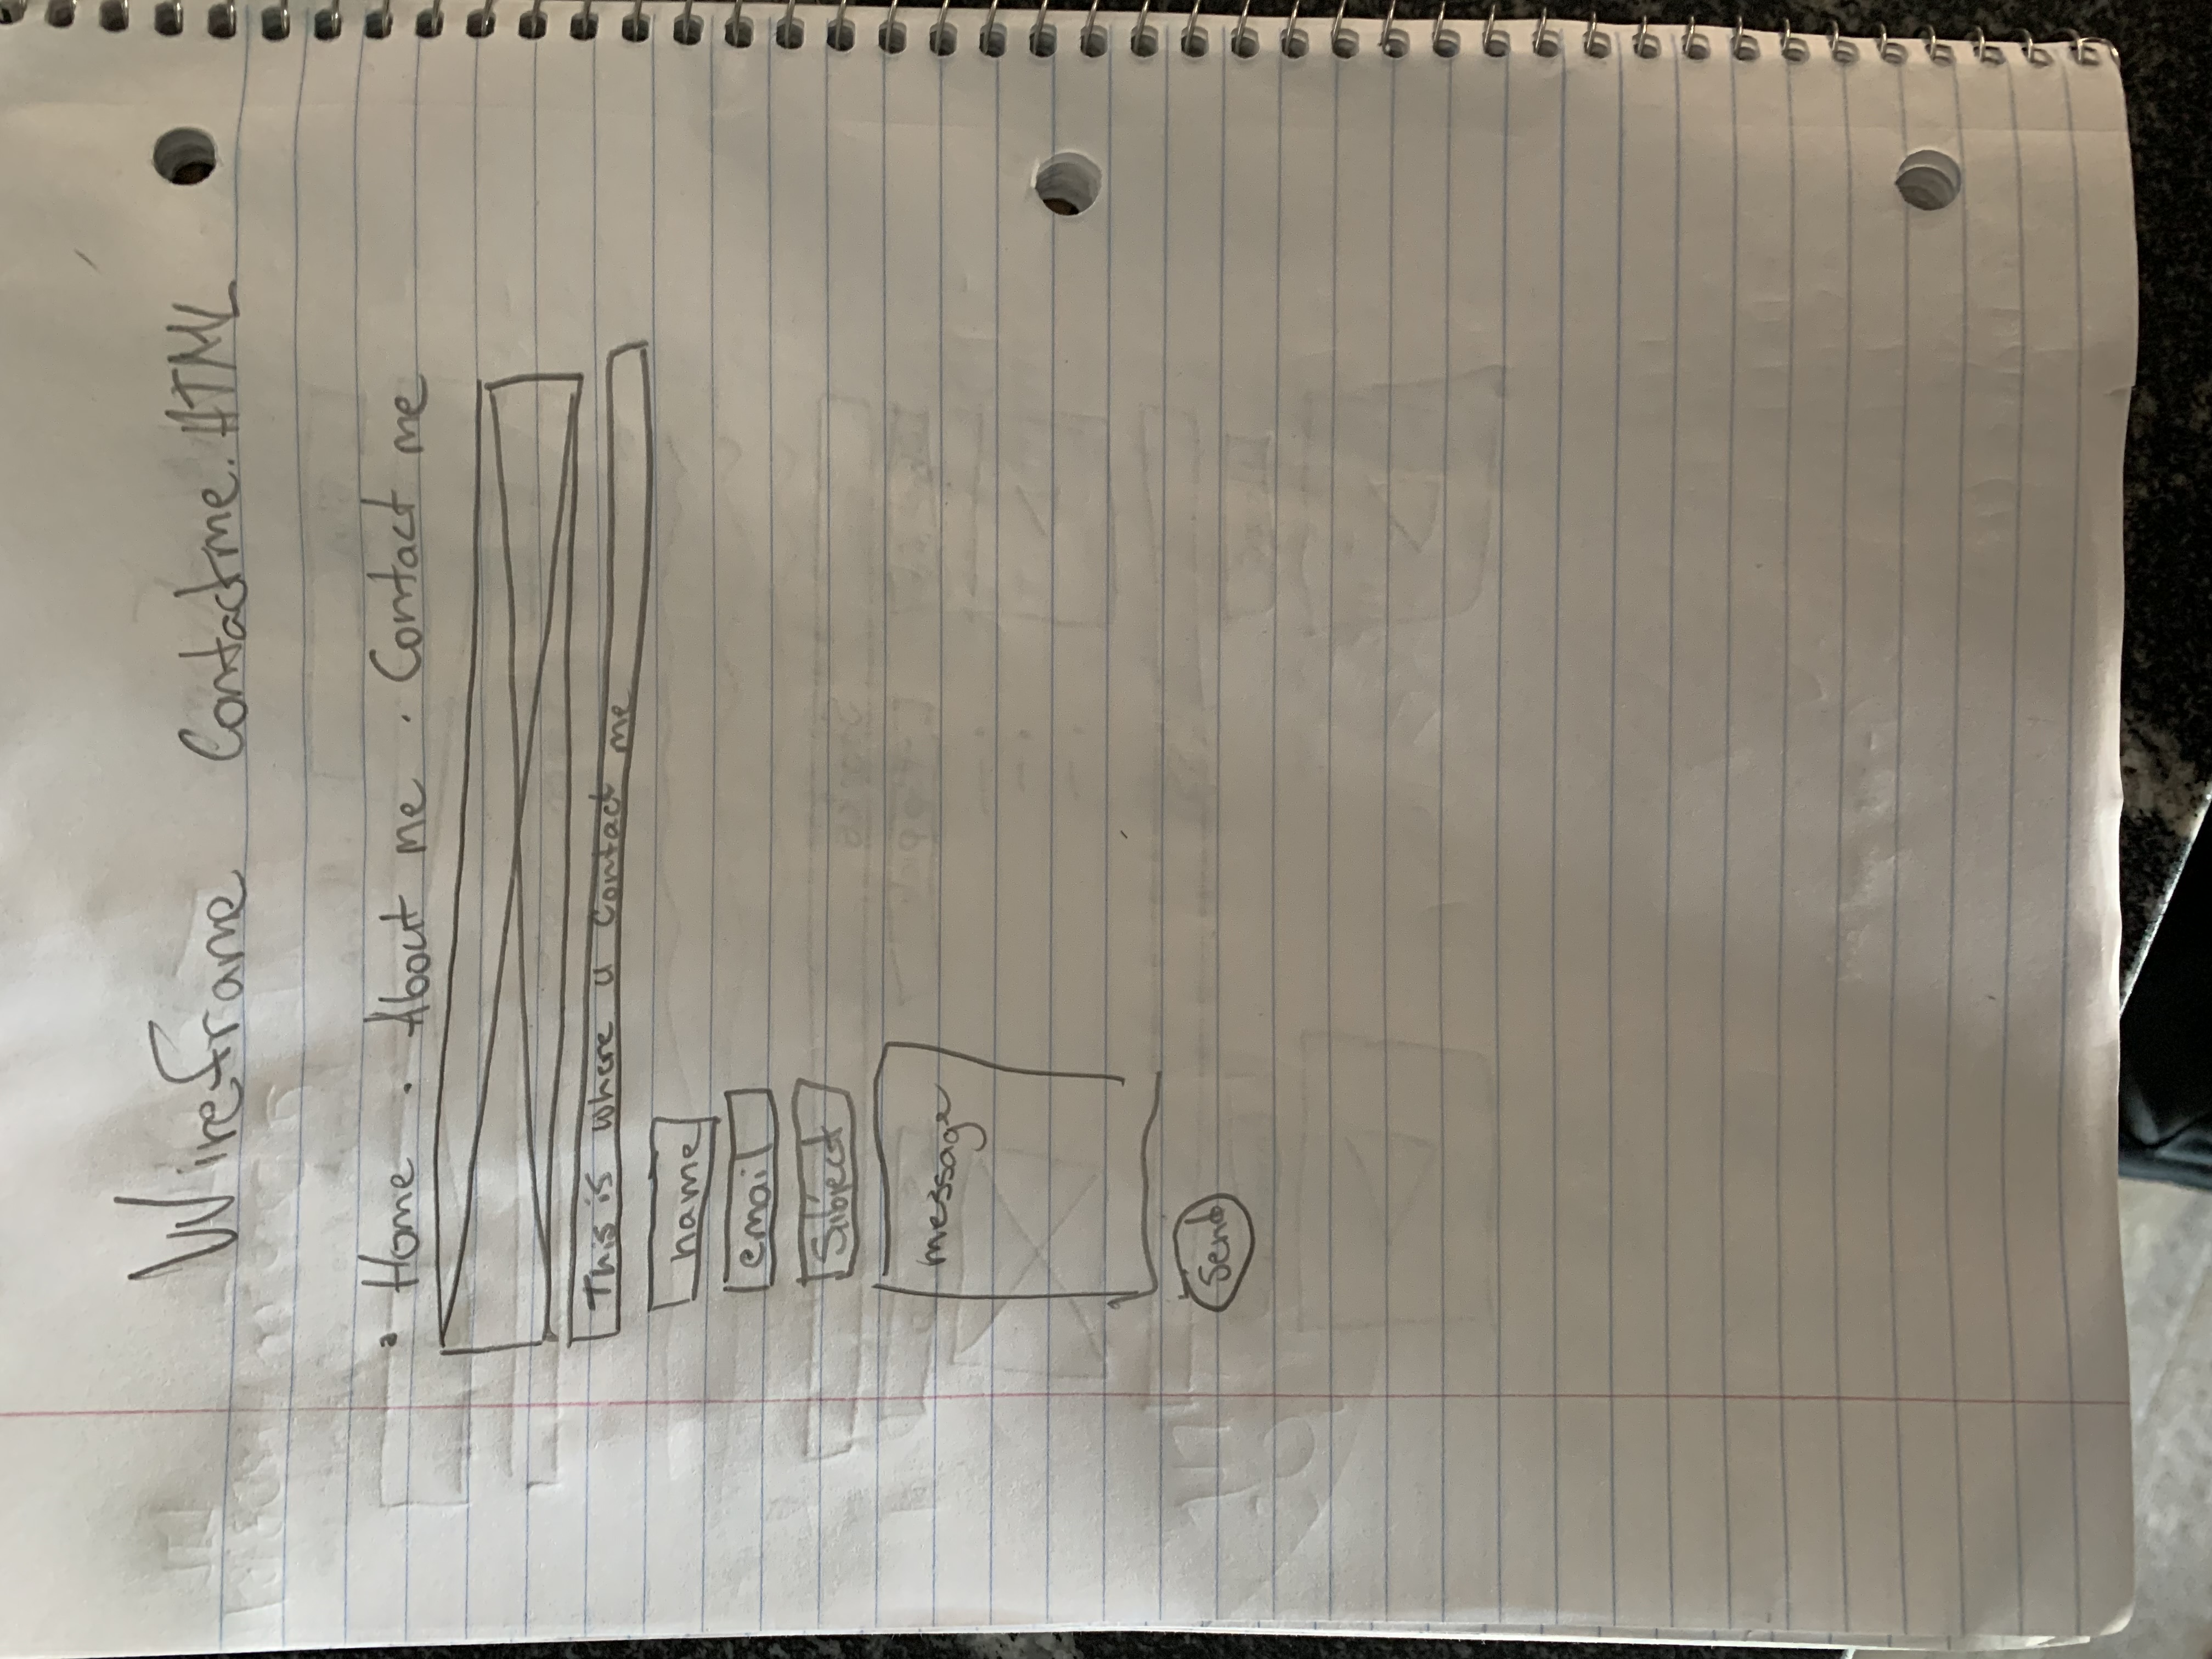 Wireframe Contactme.HTML
• Home • About me • Contact me
This is where u contact me
name
email
Subject
message
Send